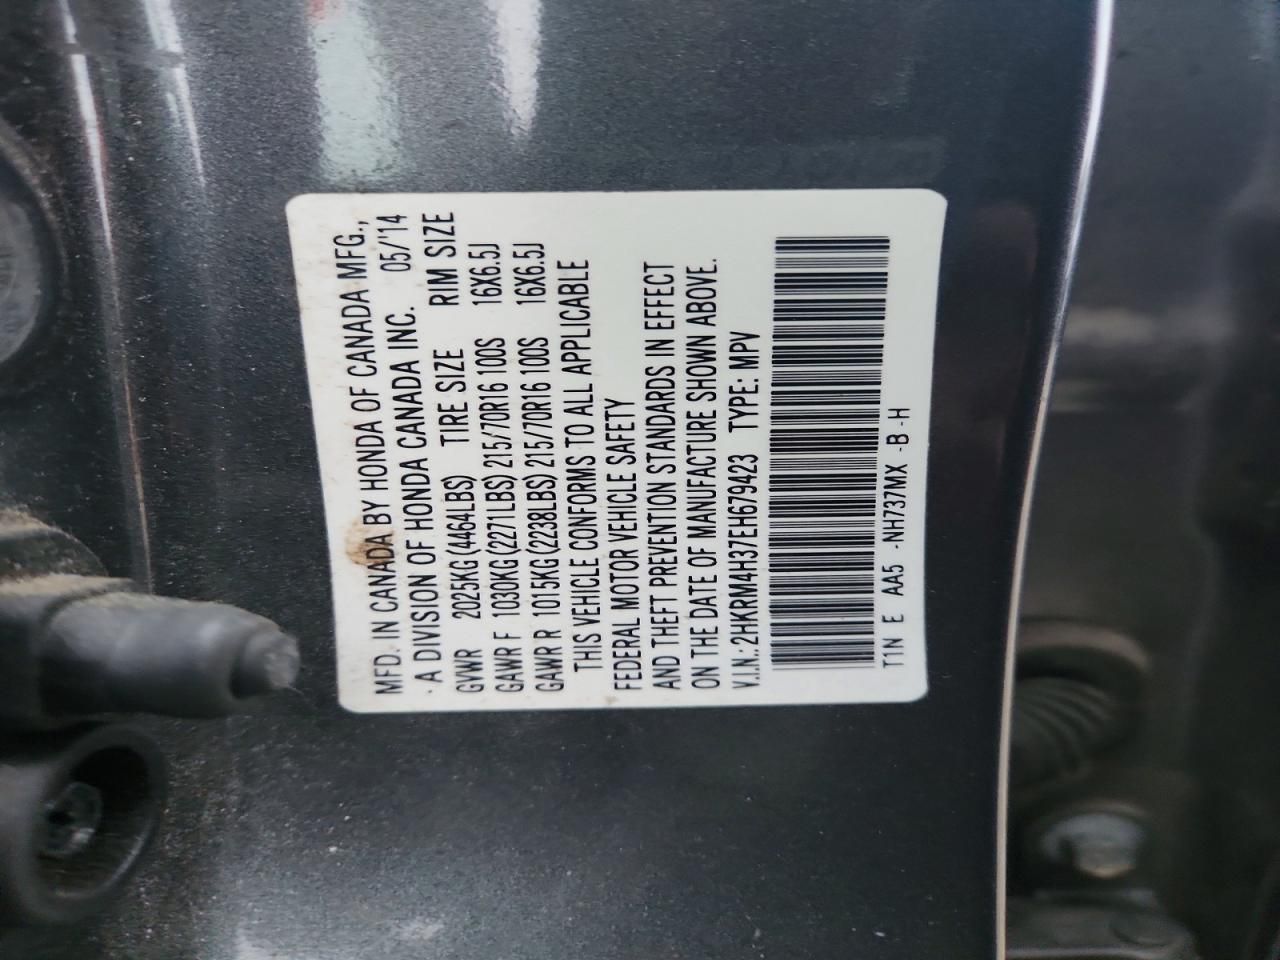 MFD. IN CANADA BY HONDA OF CANADA MFG.,
- A DIVISION OF HONDA CANADA INC. 05/'14
GVWR 2025KG(4464LBS) TIRE SIZE RIM SIZE
GAWR F 1030KG(2271LBS)215/70R16 100S 16X6.5J
GAWR R 1015KG(2238LBS)215/70R16 100S 16X6.5J
THIS VEHICLE CONFORMS TO ALL APPLICABLE
FEDERAL MOTOR VEHICLE SAFETY
AND THEFT PREVENTION STANDARDS IN EFFECT
ON THE DATE OF MANUFACTURE SHOWN ABOVE.
V.I.N.:2HKRM4H37EH679423 TYPE: MPV
T1N E AA5 -NH737MX -B -H